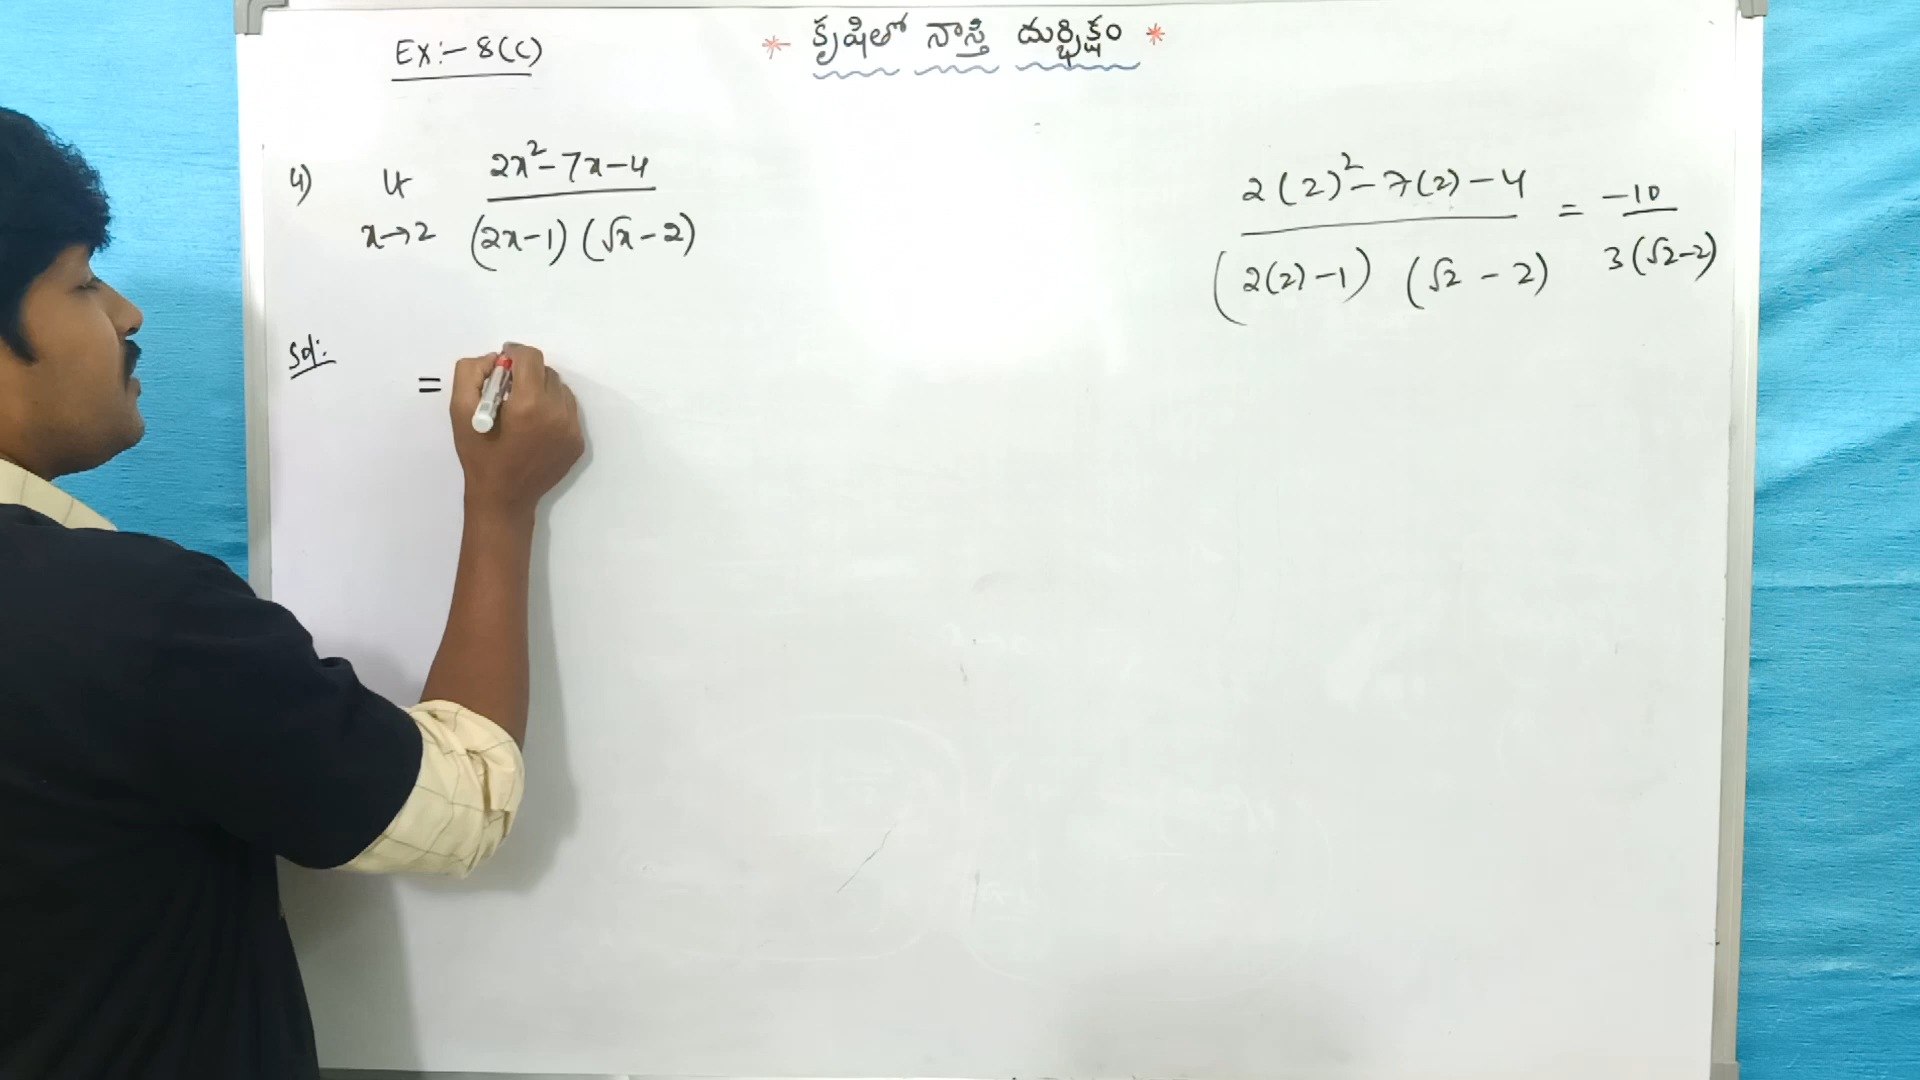 Ex:- 8(c)
* కృషితో నాస్తి దుర్భిక్షం *
4) Lt x→2 (2x²-7x-4)/((2x-1)(√x-2))
(2(2)²-7(2)-4)/((2(2)-1)(√2-2)) = -10/(3(√2-2))
Sol:
=